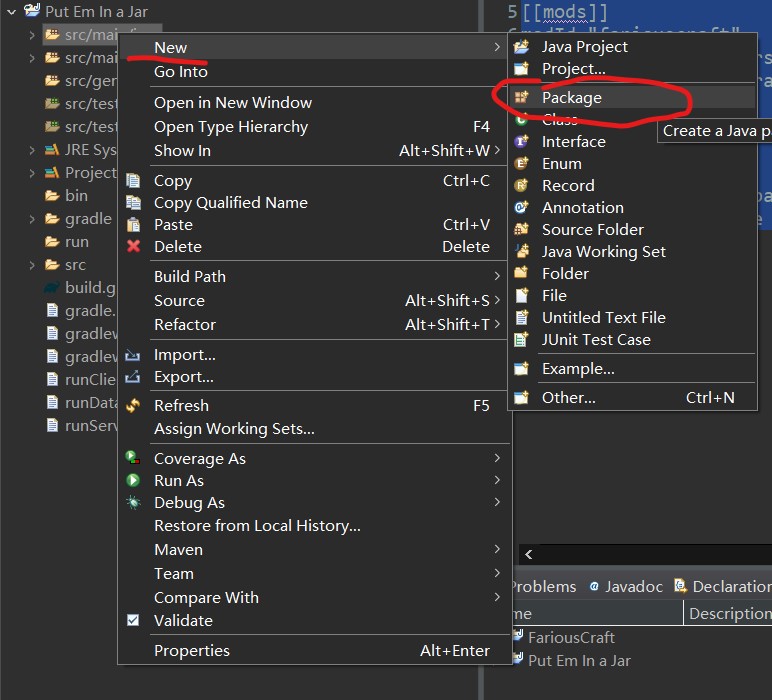 Put Em In a Jar
src/main/java
src/mai
src/gen
src/test
src/test
JRE Sys
Project
bin
gradle
run
src
build.g
gradle.
gradlew
gradlew
runClie
runData
runServ
New
Go Into
Open in New Window
Open Type Hierarchy F4
Show In Alt+Shift+W
Copy Ctrl+C
Copy Qualified Name
Paste Ctrl+V
Delete Delete
Build Path
Source Alt+Shift+S
Refactor Alt+Shift+T
Import...
Export...
Refresh F5
Assign Working Sets...
Coverage As
Run As
Debug As
Restore from Local History...
Maven
Team
Compare With
Validate
Properties Alt+Enter
Java Project
Project...
Package
Class
Interface
Enum
Record
Annotation
Source Folder
Java Working Set
Folder
File
Untitled Text File
JUnit Test Case
Example...
Other... Ctrl+N
5 [[mods]]
Create a Java pa
Problems @ Javadoc Declaration
me Description
FariousCraft
Put Em In a Jar